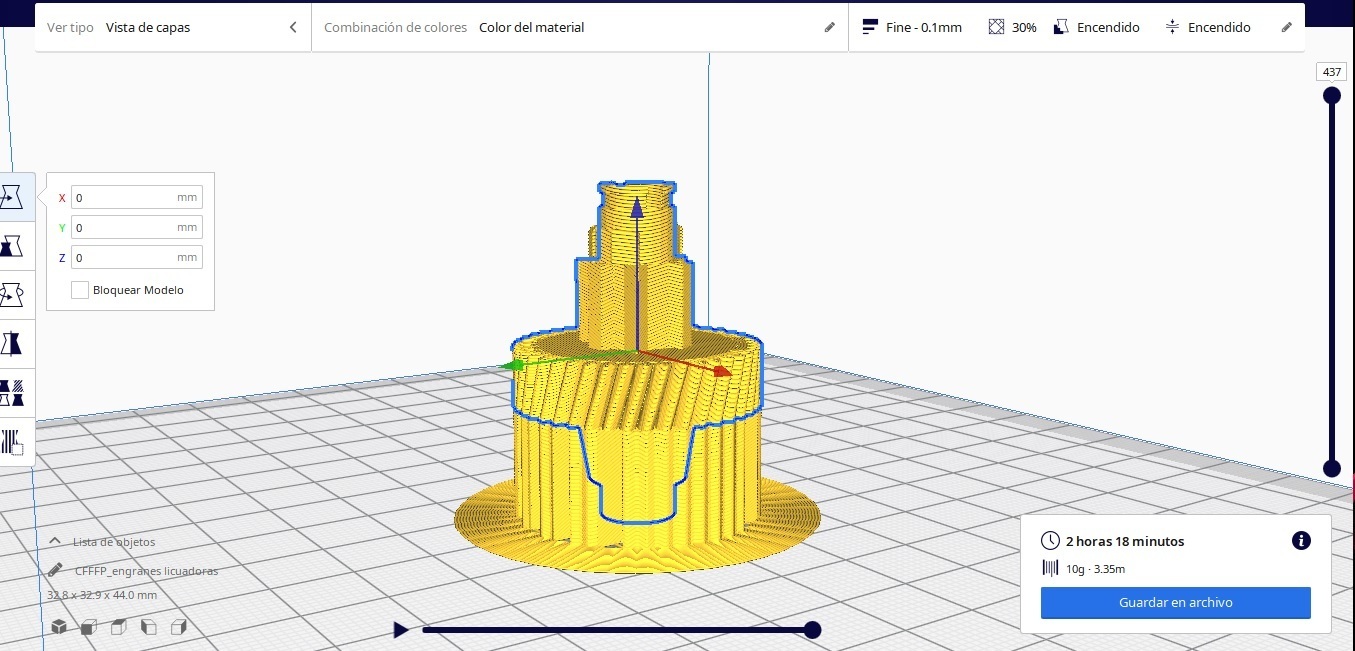 Ver tipo Vista de capas
Combinación de colores Color del material
Fine - 0.1mm 30% Encendido Encendido
437
X 0 mm
Y 0 mm
Z 0 mm
Bloquear Modelo
Lista de objetos
CFFFP_engranes licuadoras
32.8 x 32.9 x 44.0 mm
2 horas 18 minutos
10g · 3.35m
Guardar en archivo